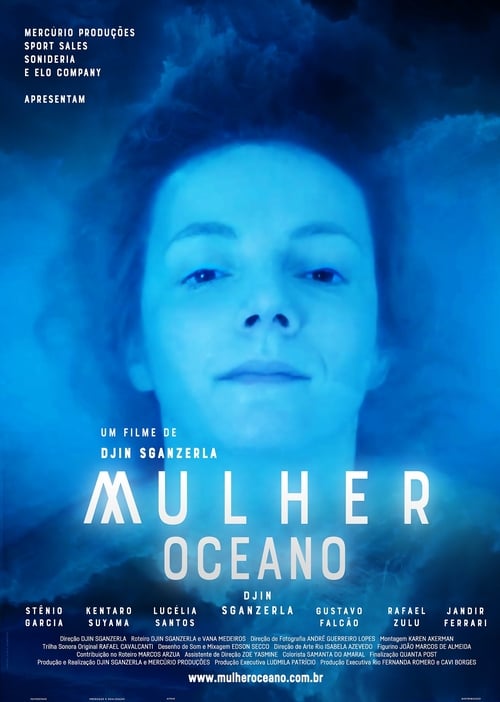 MERCÚRIO PRODUÇÕES
SPORT SALES
SONIDERIA
E ELO COMPANY
APRESENTAM
UM FILME DE
DJIN SGANZERLA
MULHER
OCEANO
STÊNIO GARCIA
KENTARO SUYAMA
LUCÉLIA SANTOS
DJIN SGANZERLA
GUSTAVO FALCÃO
RAFAEL ZULU
JANDIR FERRARI
Direção DJIN SGANZERLA Roteiro DJIN SGANZERLA e VANA MEDEIROS Direção de Fotografia ANDRÉ GUERREIRO LOPES Montagem KAREN AKERMAN
Trilha Sonora Original RAFAEL CAVALCANTI Desenho de Som e Mixagem EDSON SECCO Direção de Arte Rio ISABELA AZEVEDO Figurino JOÃO MARCOS DE ALMEIDA
Contribuição no Roteiro MARCOS ARZUA Assistente de Direção ZOE YASMINE Colorista SAMANTA DO AMARAL Finalização QUANTA POST
Produção e Realização DJIN SGANZERLA e MERCÚRIO PRODUÇÕES Produção Executiva LUDMILA PATRÍCIO Produção Executiva Rio FERNANDA ROMERO e CAVI BORGES
www.mulheroceano.com.br